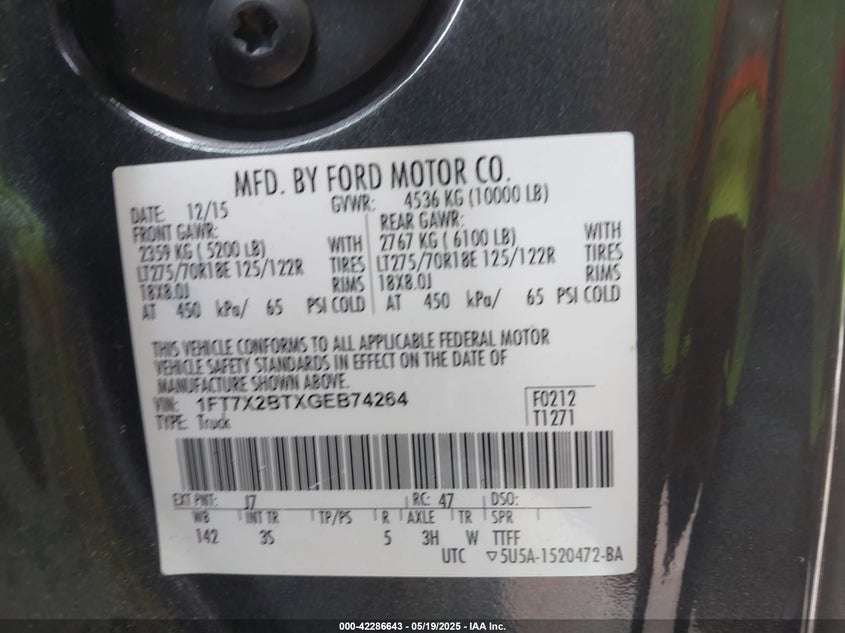 MFD. BY FORD MOTOR CO.
DATE: 12/15 GVWR: 4536 KG (10000 LB)
FRONT GAWR: REAR GAWR:
2359 KG ( 5200 LB) WITH 2767 KG ( 6100 LB) WITH
LT275/70R18E 125/122R TIRES LT275/70R18E 125/122R TIRES
18X8.0J RIMS 18X8.0J RIMS
AT 450 kPa/ 65 PSI COLD AT 450 kPa/ 65 PSI COLD
THIS VEHICLE CONFORMS TO ALL APPLICABLE FEDERAL MOTOR
VEHICLE SAFETY STANDARDS IN EFFECT ON THE DATE OF
MANUFACTURE SHOWN ABOVE.
VIN: 1FT7X2BTXGEB74264 F0212
TYPE: Truck T1271
EXT PNT: J7 RC: 47 DSO:
WB INT TR TP/PS R AXLE TR SPR
142 3S 5 3H W TTFF
UTC ▽5U5A-1520472-BA
000-42286643 - 05/19/2025 - IAA Inc.